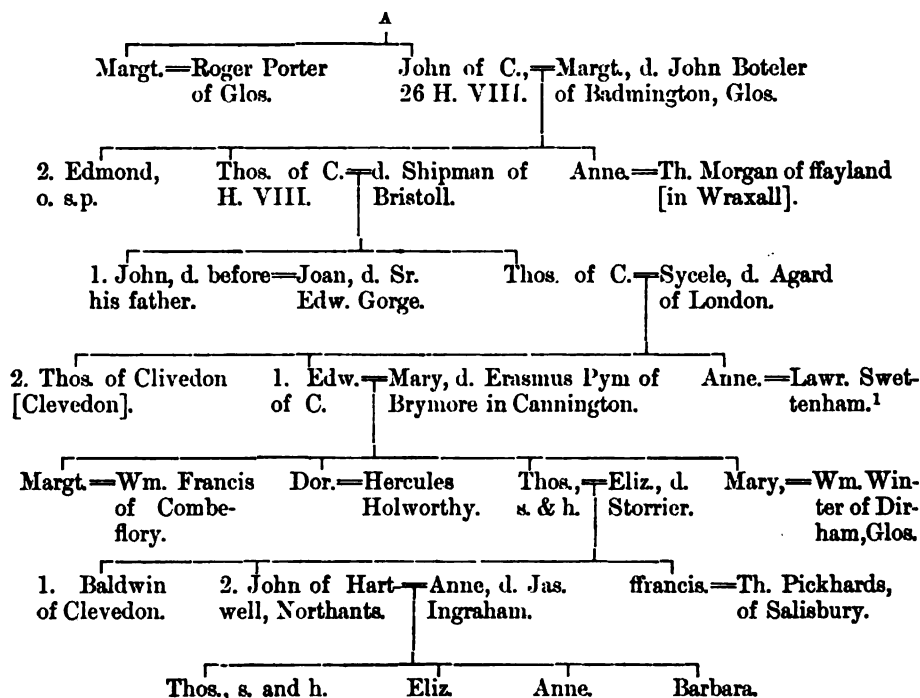 A
Margt.=Roger Porter of Glos.
John of C., 26 H. VIII.=Margt., d. John Boteler of Badmington, Glos.
2. Edmond, o. s.p.
Thos. of C. H. VIII.=d. Shipman of Bristoll.
Anne.=Th. Morgan of ffayland [in Wraxall].
1. John, d. before his father.=Joan, d. Sr. Edw. Gorge.
Thos. of C.=Sycele, d. Agard of London.
2. Thos. of Clivedon [Clevedon].
1. Edw. of C.=Mary, d. Erasmus Pym of Brymore in Cannington.
Anne.=Lawr. Swettenham.1
Margt.=Wm. Francis of Combeflory.
Dor.=Hercules Holworthy.
Thos., s. & h.=Eliz., d. Storrier.
Mary,=Wm. Winter of Dirham, Glos.
1. Baldwin of Clevedon.
2. John of Hartwell, Northants.=Anne, d. Jas. Ingraham.
ffrancis.=Th. Pickhards, of Salisbury.
Thos., s. and h. Eliz. Anne. Barbara.